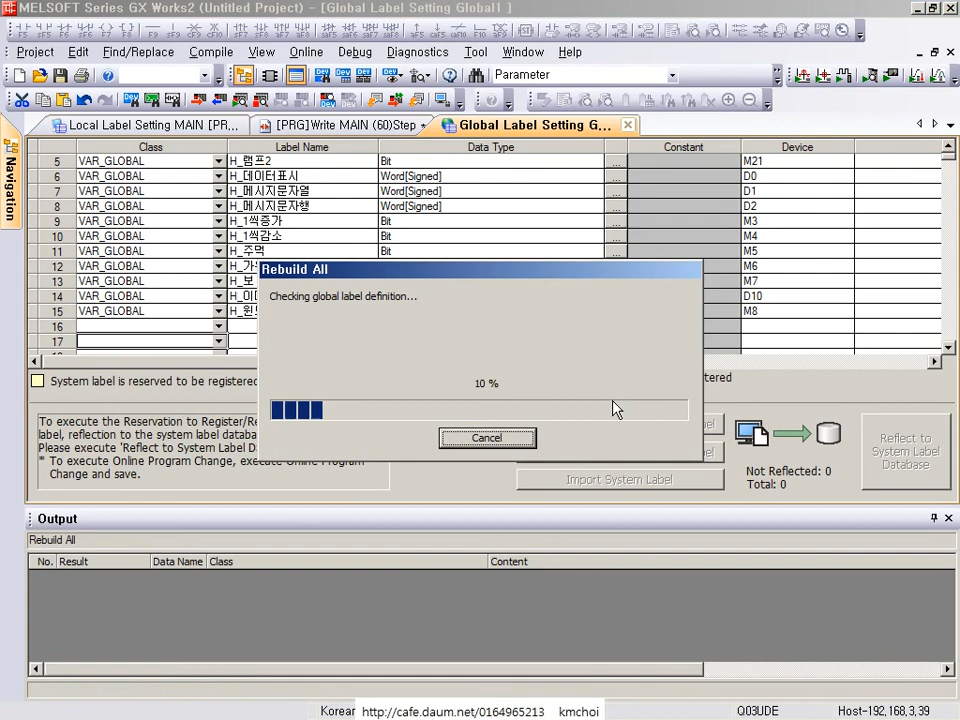 MELSOFT Series GX Works2 (Untitled Project) - [Global Label Setting Global1 ]
Project Edit Find/Replace Compile View Online Debug Diagnostics Tool Window Help
Parameter
Local Label Setting MAIN [PR... [PRG]Write MAIN (60)Step Global Label Setting G...
Navigation
Class Label Name Data Type Constant Device
5 VAR_GLOBAL H_램프2 Bit ... M21
6 VAR_GLOBAL H_데이터표시 Word[Signed] ... D0
7 VAR_GLOBAL H_메시지문자열 Word[Signed] ... D1
8 VAR_GLOBAL H_메시지문자행 Word[Signed] ... D2
9 VAR_GLOBAL H_1씩증가 Bit ... M3
10 VAR_GLOBAL H_1씩감소 Bit ... M4
11 VAR_GLOBAL H_주먹 Bit ... M5
12 VAR_GLOBAL M6
13 VAR_GLOBAL H_보 M7
14 VAR_GLOBAL D10
15 VAR_GLOBAL M8
16
17
Rebuild All
Checking global label definition...
10 %
Cancel
System label is reserved to be registered
To execute the Reservation to Register/Re
label, reflection to the system label databas
Please execute 'Reflect to System Label D
* To execute Online Program Change, execute Online Program
Change and save.
Import System Label
Not Reflected: 0
Total: 0
Reflect to
System Label
Database
Output
Rebuild All
No. Result Data Name Class Content
Korean http://cafe.daum.net/0164965213 kmchoi Q03UDE Host-192,168,3,39